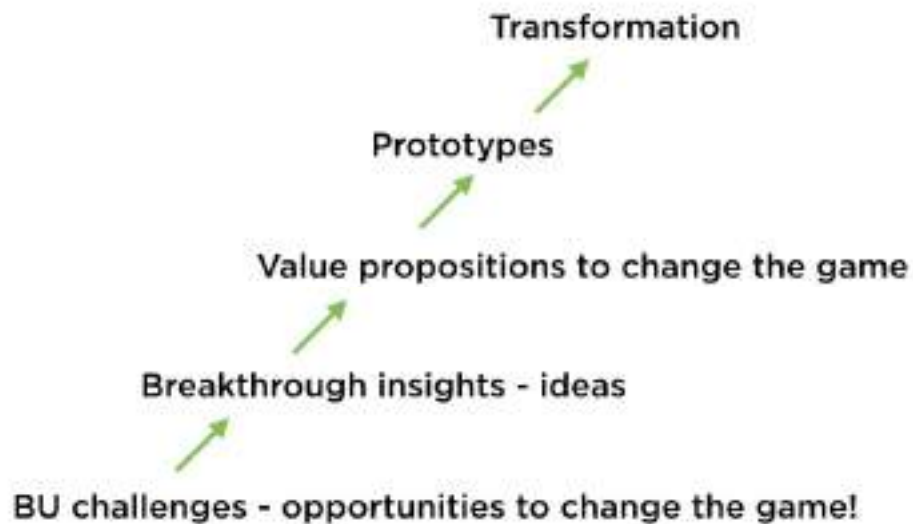 Transformation
Prototypes
Value propositions to change the game
Breakthrough insights - ideas
BU challenges - opportunities to change the game!